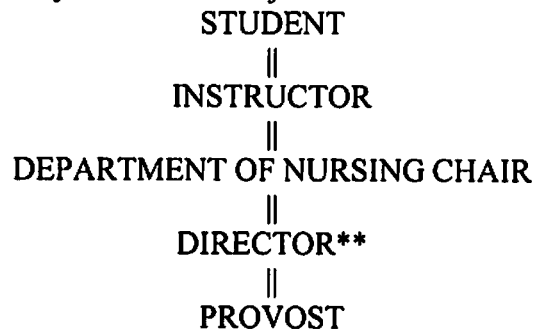 STUDENT
||
INSTRUCTOR
||
DEPARTMENT OF NURSING CHAIR
||
DIRECTOR**
||
PROVOST